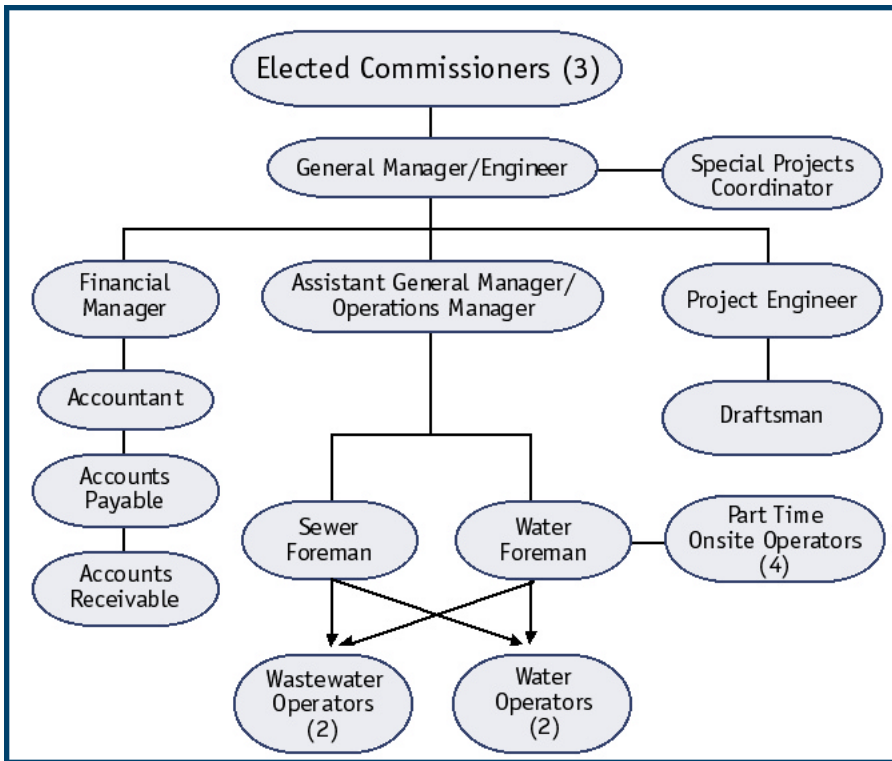 Elected Commissioners (3)
General Manager/Engineer
Special Projects
Coordinator
Financial
Manager
Assistant General Manager/
Operations Manager
Project Engineer
Accountant
Draftsman
Accounts
Payable
Sewer
Foreman
Water
Foreman
Part Time
Onsite Operators
(4)
Accounts
Receivable
Wastewater
Operators
(2)
Water
Operators
(2)